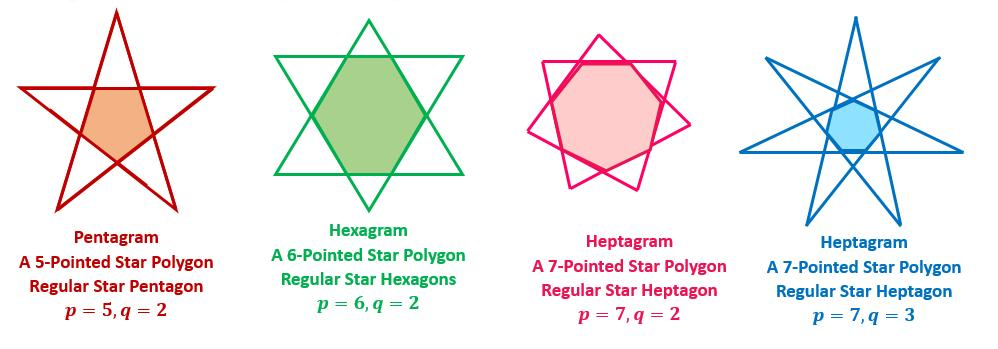 Pentagram
A 5-Pointed Star Polygon
Regular Star Pentagon
p = 5, q = 2
Hexagram
A 6-Pointed Star Polygon
Regular Star Hexagons
p = 6, q = 2
Heptagram
A 7-Pointed Star Polygon
Regular Star Heptagon
p = 7, q = 2
Heptagram
A 7-Pointed Star Polygon
Regular Star Heptagon
p = 7, q = 3